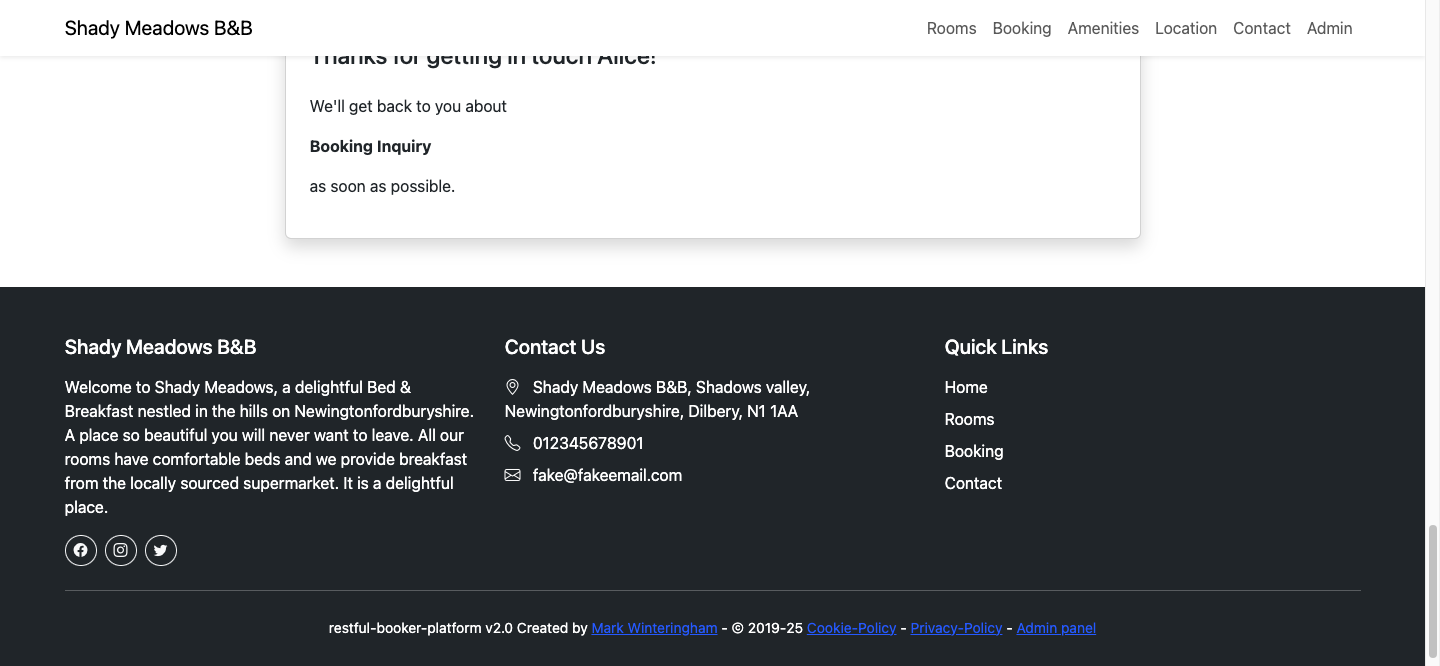 Shady Meadows B&B
Rooms Booking Amenities Location Contact Admin
Thanks for getting in touch Alice!
We'll get back to you about
Booking Inquiry
as soon as possible.
Shady Meadows B&B
Welcome to Shady Meadows, a delightful Bed &
Breakfast nestled in the hills on Newingtonfordburyshire.
A place so beautiful you will never want to leave. All our
rooms have comfortable beds and we provide breakfast
from the locally sourced supermarket. It is a delightful
place.
Contact Us
Shady Meadows B&B, Shadows valley,
Newingtonfordburyshire, Dilbery, N1 1AA
012345678901
fake@fakeemail.com
Quick Links
Home
Rooms
Booking
Contact
restful-booker-platform v2.0 Created by Mark Winteringham - © 2019-25 Cookie-Policy - Privacy-Policy - Admin panel